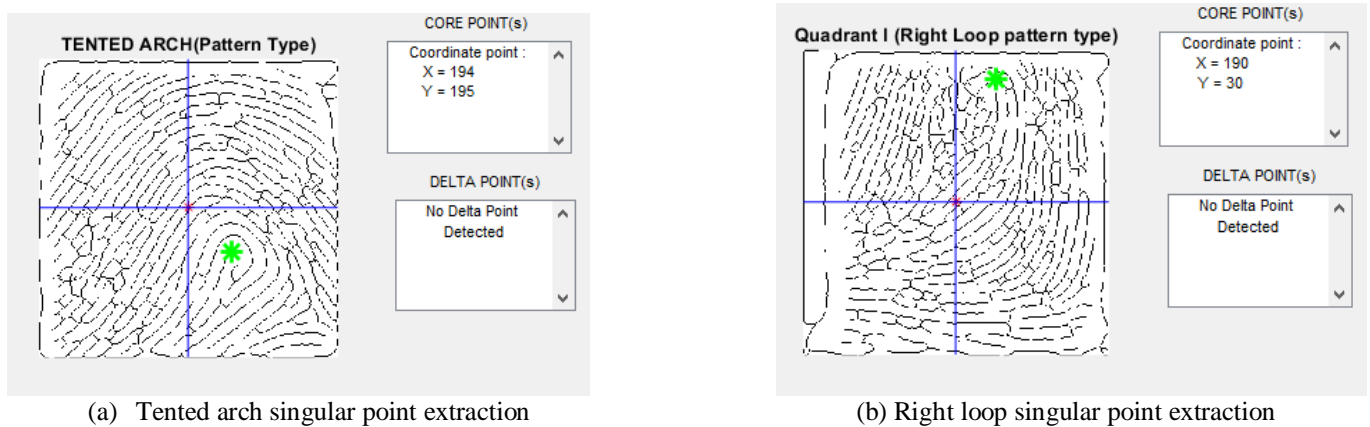 TENTED ARCH(Pattern Type)
CORE POINT(s)
Coordinate point :
X = 194
Y = 195
DELTA POINT(s)
No Delta Point
Detected
(a) Tented arch singular point extraction
Quadrant I (Right Loop pattern type)
CORE POINT(s)
Coordinate point :
X = 190
Y = 30
DELTA POINT(s)
No Delta Point
Detected
(b) Right loop singular point extraction